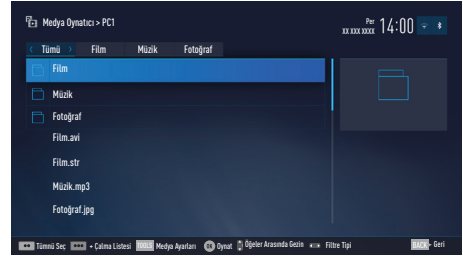 Medya Oynatıcı > PC1
Per
xx xxx xxxx 14:00
Tümü Film Müzik Fotoğraf
Film
Müzik
Fotoğraf
Film.avi
Film.str
Müzik.mp3
Fotoğraf.jpg
Tümnü Seç + Çalma Listesi TOOLS Medya Ayarları OK Oynat Öğeler Arasında Gezin Filtre Tipi BACK Geri